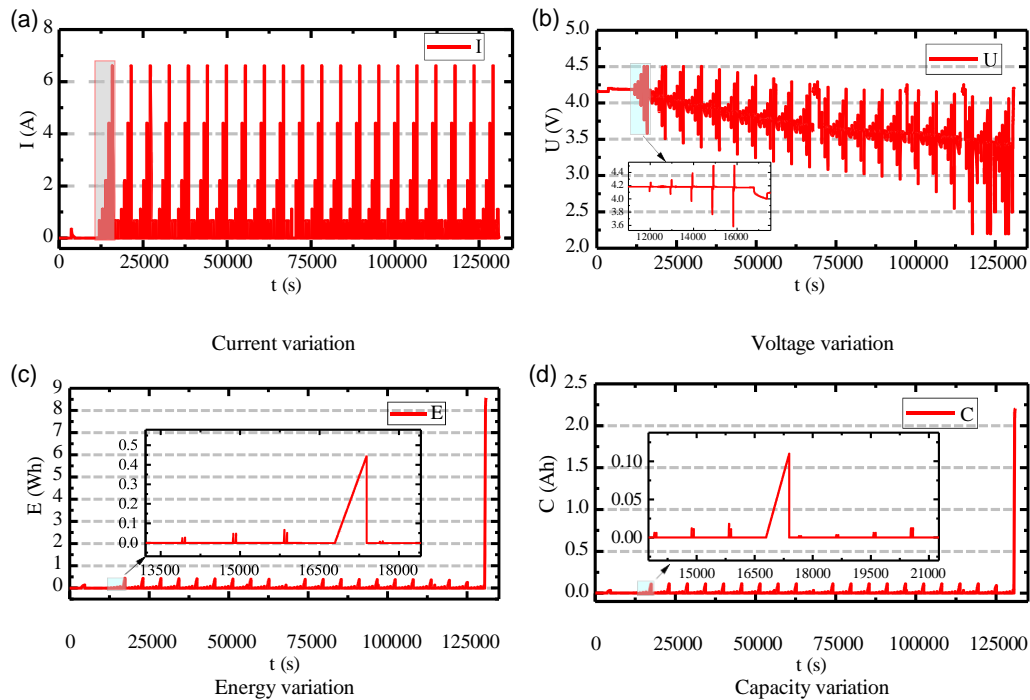 (a)
8
6
4
2
0
I (A)
I
0 25000 50000 75000 100000 125000
t (s)
Current variation
(b)
5.0
4.5
4.0
3.5
3.0
2.5
2.0
U (V)
U
4.4
4.2
4.0
3.8
3.6
12000 14000 16000
0 25000 50000 75000 100000 125000
t (s)
Voltage variation
(c)
9
8
7
6
5
4
3
2
1
0
E (Wh)
E
0.5
0.4
0.3
0.2
0.1
0.0
13500 15000 16500 18000
0 25000 50000 75000 100000 125000
t (s)
Energy variation
(d)
2.5
2.0
1.5
1.0
0.5
0.0
C (Ah)
C
0.10
0.05
0.00
15000 16500 18000 19500 21000
0 25000 50000 75000 100000 125000
t (s)
Capacity variation